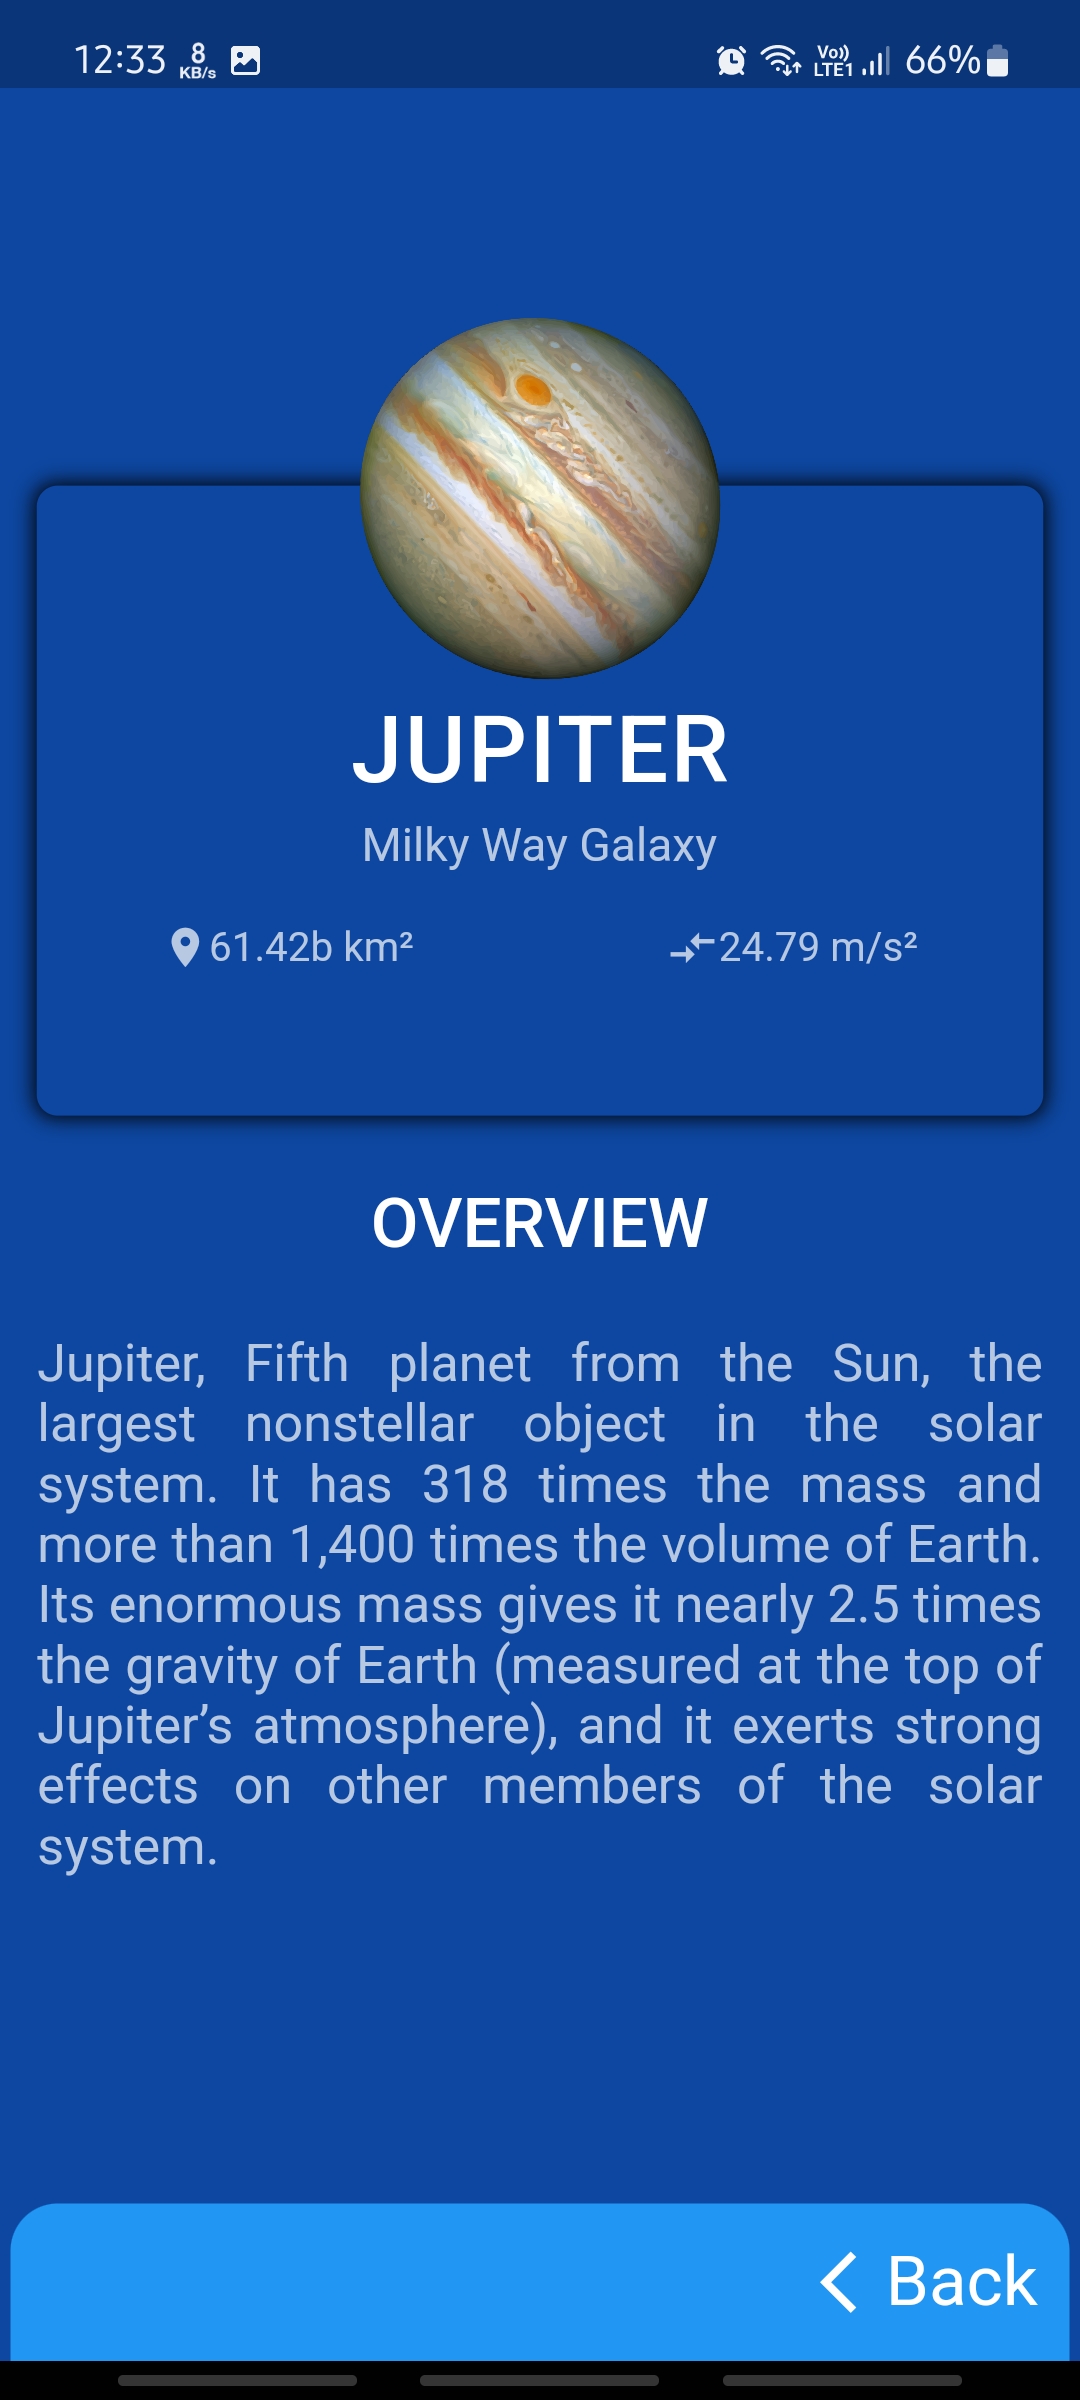 12:33 8 KB/s Vo)) LTE1 66%
JUPITER
Milky Way Galaxy
61.42b km² 24.79 m/s²
OVERVIEW
Jupiter, Fifth planet from the Sun, the
largest nonstellar object in the solar
system. It has 318 times the mass and
more than 1,400 times the volume of Earth.
Its enormous mass gives it nearly 2.5 times
the gravity of Earth (measured at the top of
Jupiter’s atmosphere), and it exerts strong
effects on other members of the solar
system.
Back